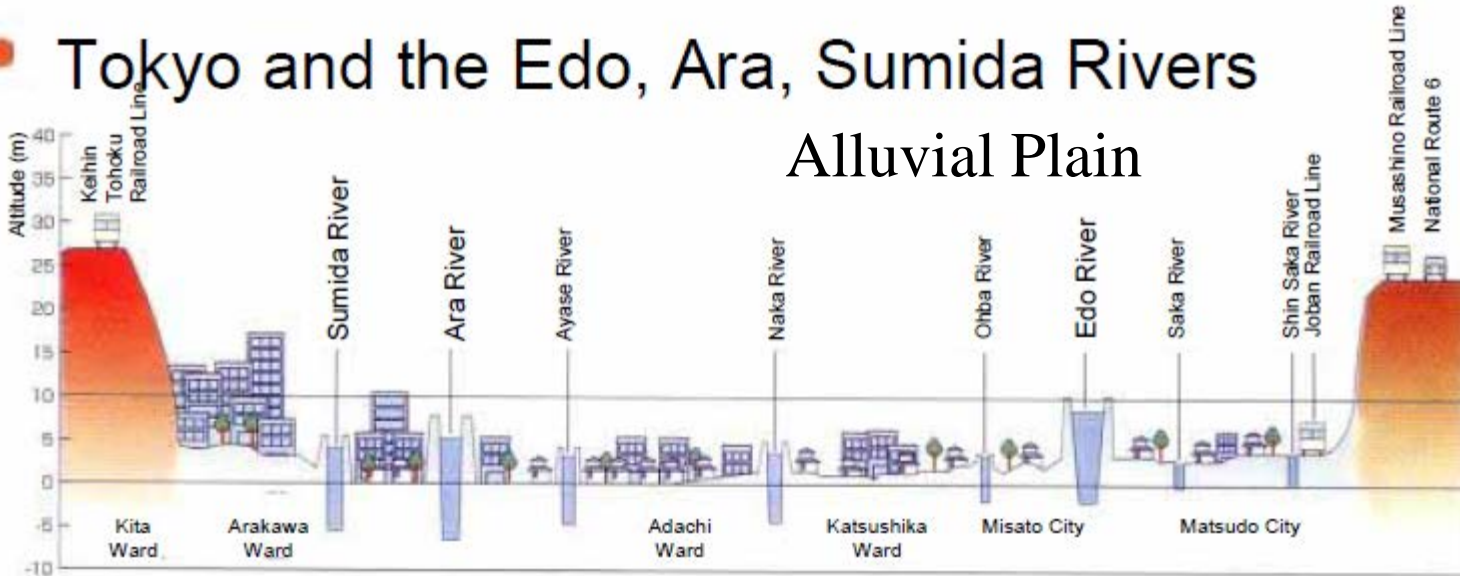 Tokyo and the Edo, Ara, Sumida Rivers
Alluvial Plain
Altitude (m)
40
35
30
25
20
15
10
5
0
-5
-10
Keihin
Tohoku
Railroad Line
Sumida River
Ara River
Ayase River
Naka River
Ohba River
Edo River
Saka River
Shin Saka River
Joban Railroad Line
Musashino Railroad Line
National Route 6
Kita
Ward
Arakawa
Ward
Adachi
Ward
Katsushika
Ward
Misato City
Matsudo City